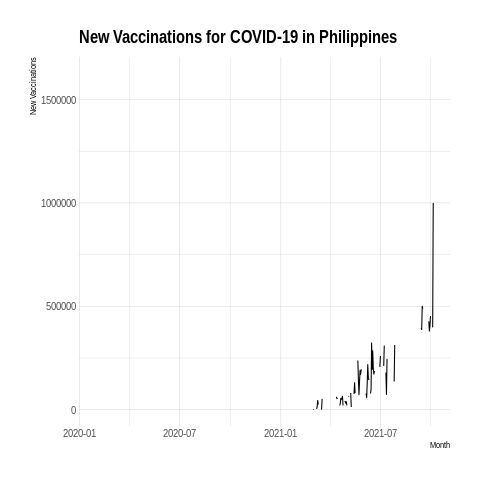 New Vaccinations for COVID-19 in Philippines
New Vaccinations
1500000
1000000
500000
0
2020-01 2020-07 2021-01 2021-07
Month